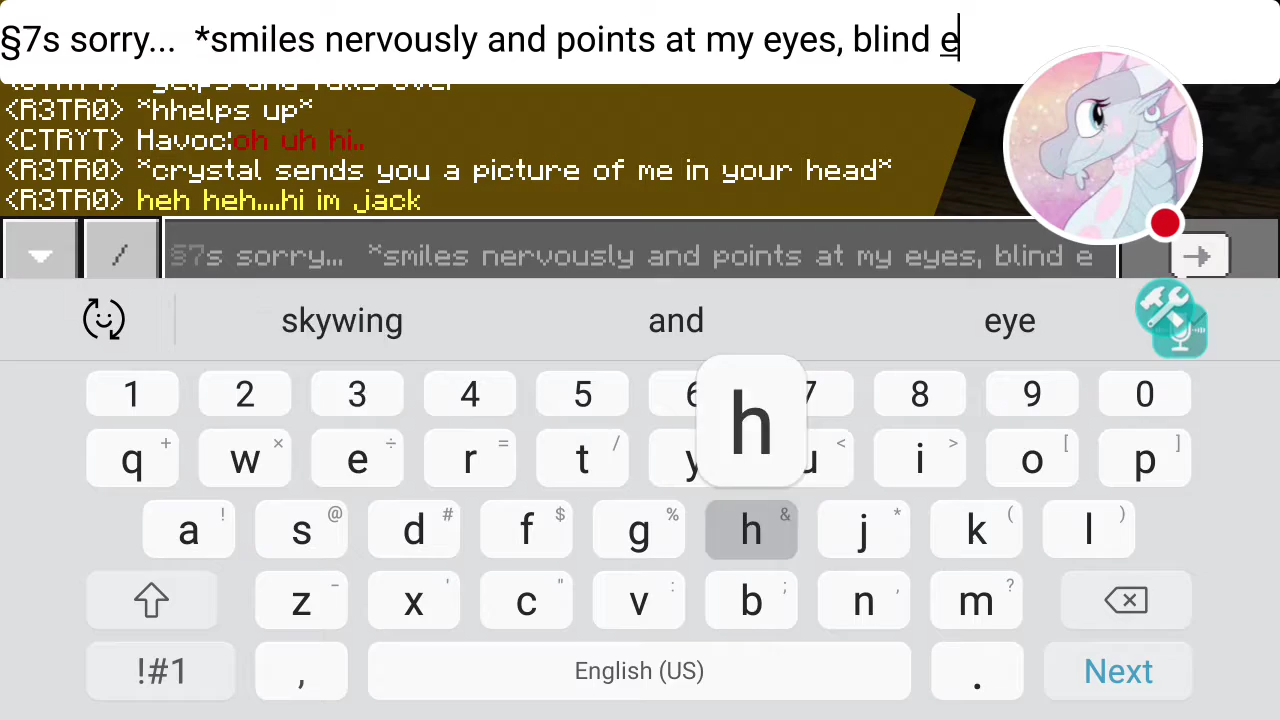 §7s sorry... *smiles nervously and points at my eyes, blind e
<R3TR0> *hhelps up*
<CTRYT> Havoc:oh uh hi..
<R3TR0> *crystal sends you a picture of me in your head*
<R3TR0> heh heh....hi im jack
/ §7s sorry... *smiles nervously and points at my eyes, blind e
skywing and eye
1 2 3 4 5 6 7 8 9 0
h
q + w × e ÷ r = t / y u < i > o [ p ]
a ! s @ d # f $ g % h & j * k ( l )
z - x ' c " v : b ; n , m ?
!#1 , English (US) . Next